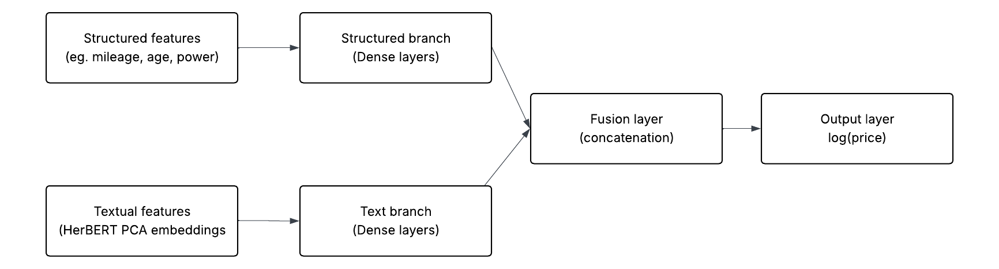 Structured features
(eg. mileage, age, power)
Structured branch
(Dense layers)
Fusion layer
(concatenation)
Output layer
log(price)
Textual features
(HerBERT PCA embeddings
Text branch
(Dense layers)